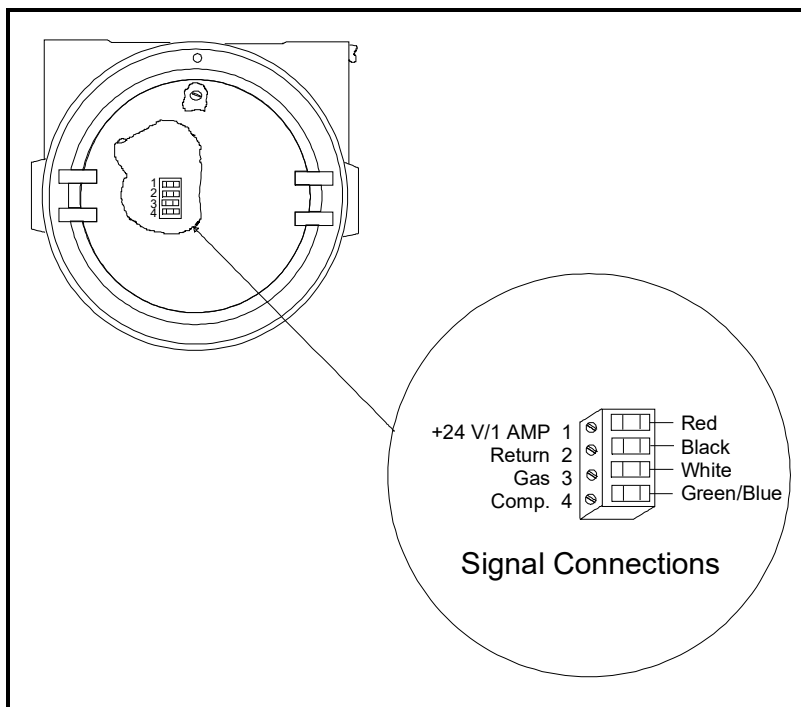 1
2
3
4
+24 V/1 AMP 1 Red
Return 2 Black
Gas 3 White
Comp. 4 Green/Blue
Signal Connections